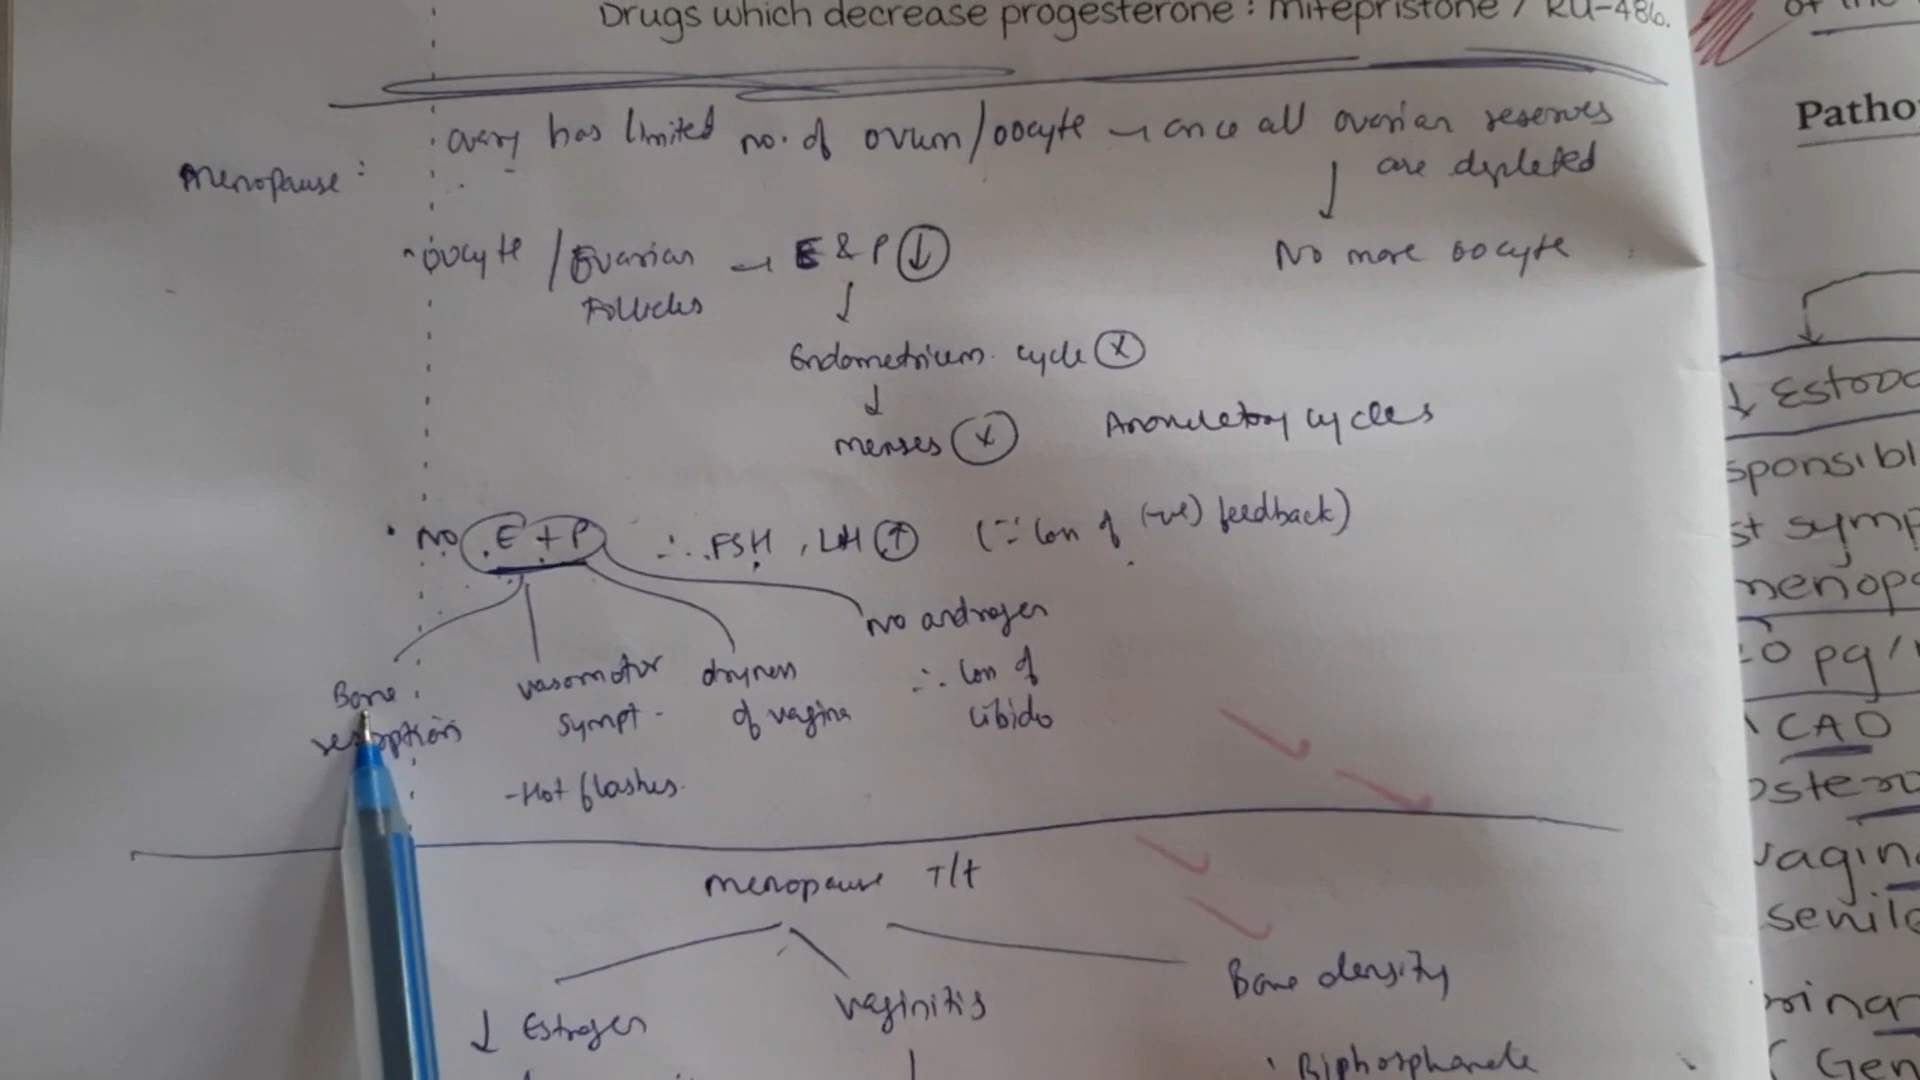 Drugs which decrease progesterone : mifepristone / RU-486.
Menopause :
ovary has limited no. of ovum/oocyte → once all ovarian reserves
are depleted
↓
No more oocyte
oocyte / ovarian → E & P ↓
Follicles
↓
Endometrium cycle X
↓
menses X Anovulatory cycles
• No E + P ∴ FSH, LH ↑ (∵ loss of (-ve) feedback)
Bone resorption
vasomotor sympt.
- Hot flashes
dryness of vagina
No androgen
∴ loss of libido
menopause T/t
↓ Estrogen
vaginitis
Bone density
• Biphosphonate
Patho
↓ Estro
sponsibl
st symp
menop
pg/
CAD
vagin
senile
Gen